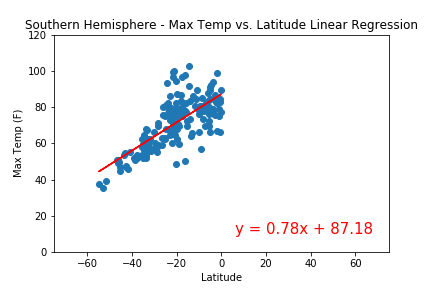 Southern Hemisphere - Max Temp vs. Latitude Linear Regression
120
100
80
60
40
20
0
Max Temp (F)
y = 0.78x + 87.18
−60 −40 −20 0 20 40 60
Latitude